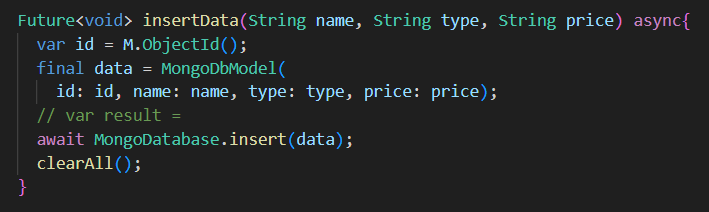 Future<void> insertData(String name, String type, String price) async{
  var id = M.ObjectId();
  final data = MongoDbModel(
    id: id, name: name, type: type, price: price);
  // var result =
  await MongoDatabase.insert(data);
  clearAll();
}